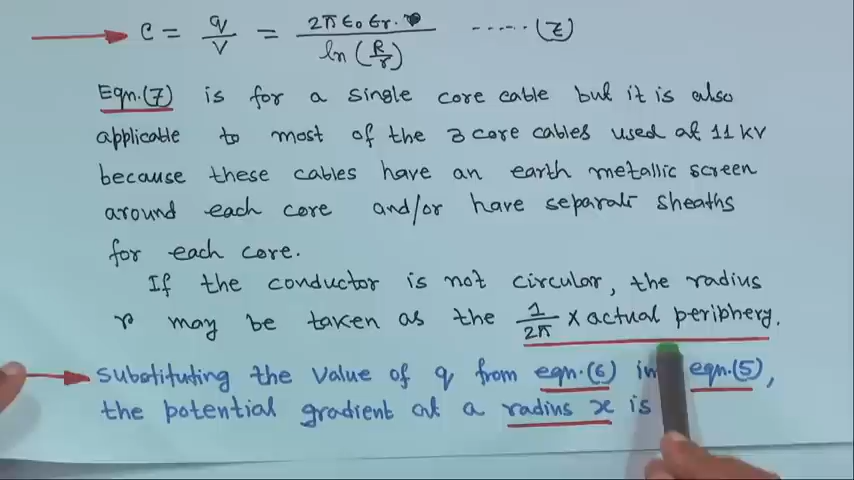 C = q/V = 2π ε0 εr. / ln (R/r) ...... (7)
Eqn.(7) is for a single core cable but it is also
applicable to most of the 3 core cables used at 11 kV
because these cables have an earth metallic screen
around each core and/or have separate sheaths
for each core.
If the conductor is not circular, the radius
r may be taken as the 1/2π × actual periphery.
Substituting the value of q from eqn.(6) in eqn.(5),
the potential gradient at a radius x is